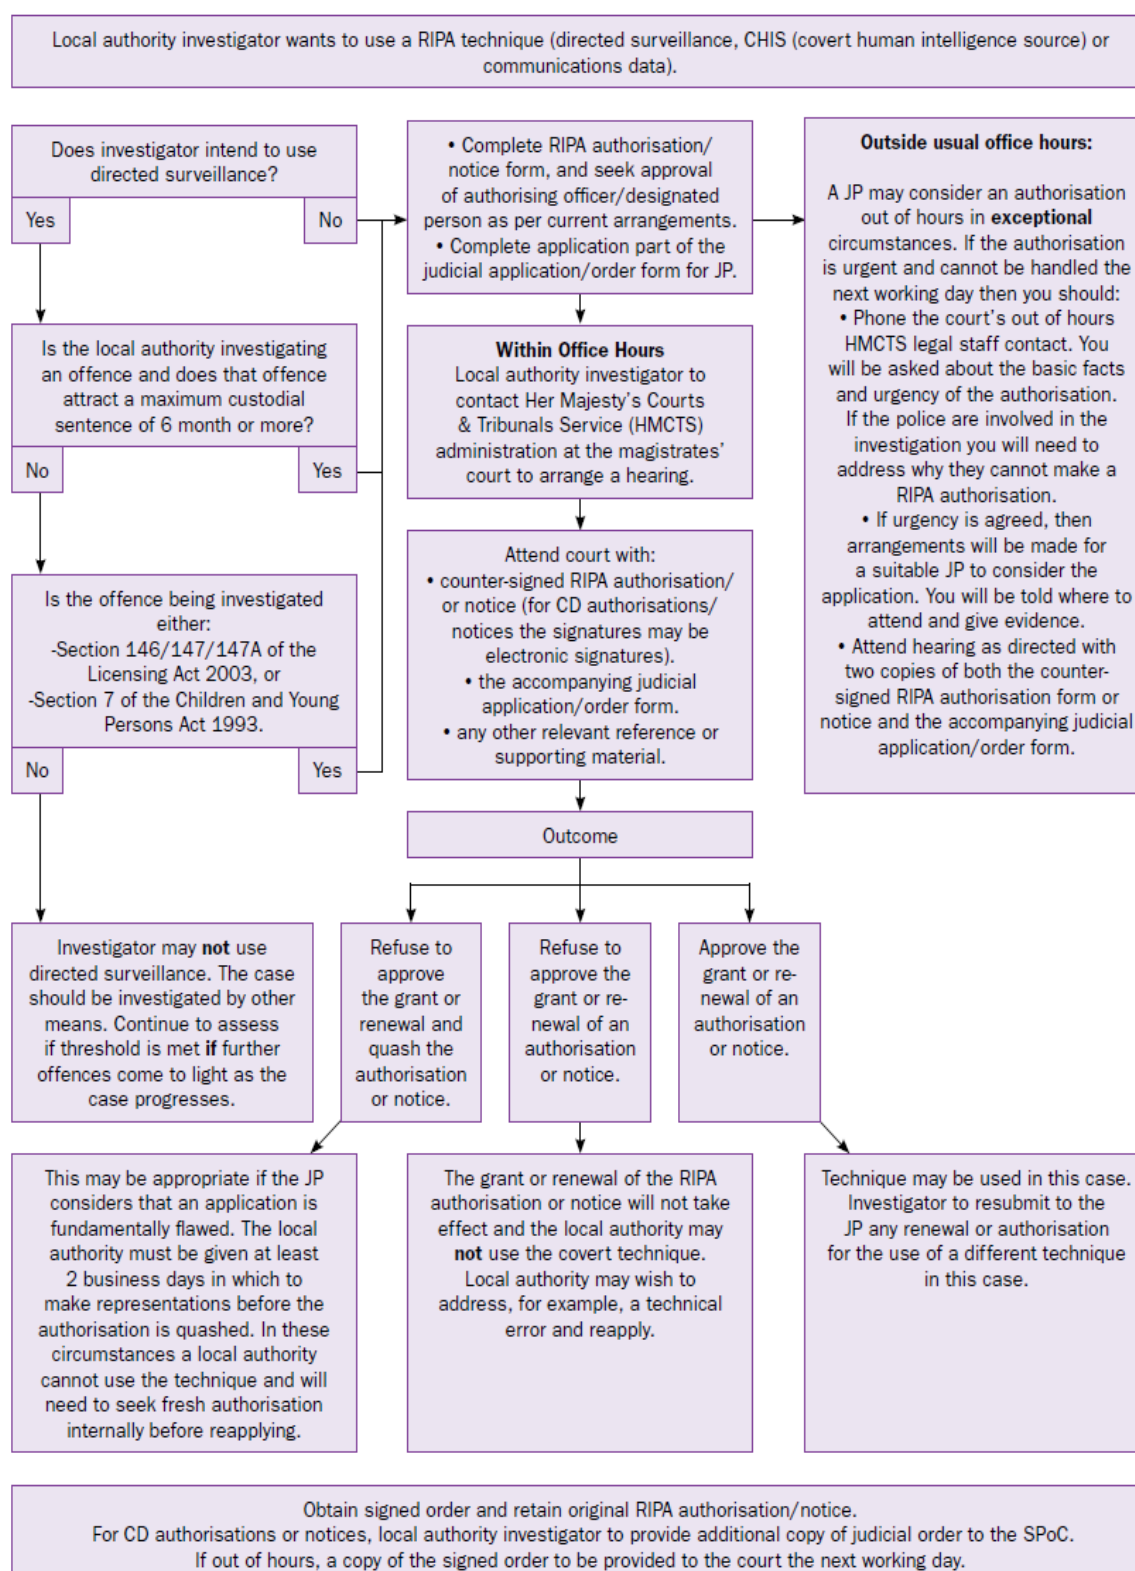 Local authority investigator wants to use a RIPA technique (directed surveillance, CHIS (covert human intelligence source) or
communications data).
Does investigator intend to use
directed surveillance?
Yes
No
Is the local authority investigating
an offence and does that offence
attract a maximum custodial
sentence of 6 month or more?
No
Yes
Is the offence being investigated
either:
-Section 146/147/147A of the
Licensing Act 2003, or
-Section 7 of the Children and Young
Persons Act 1993.
No
Yes
Investigator may not use
directed surveillance. The case
should be investigated by other
means. Continue to assess
if threshold is met if further
offences come to light as the
case progresses.
• Complete RIPA authorisation/
notice form, and seek approval
of authorising officer/designated
person as per current arrangements.
• Complete application part of the
judicial application/order form for JP.
Within Office Hours
Local authority investigator to
contact Her Majesty's Courts
& Tribunals Service (HMCTS)
administration at the magistrates'
court to arrange a hearing.
Attend court with:
• counter-signed RIPA authorisation/
or notice (for CD authorisations/
notices the signatures may be
electronic signatures).
• the accompanying judicial
application/order form.
• any other relevant reference or
supporting material.
Outside usual office hours:
A JP may consider an authorisation
out of hours in exceptional
circumstances. If the authorisation
is urgent and cannot be handled the
next working day then you should:
• Phone the court's out of hours
HMCTS legal staff contact. You
will be asked about the basic facts
and urgency of the authorisation.
If the police are involved in the
investigation you will need to
address why they cannot make a
RIPA authorisation.
• If urgency is agreed, then
arrangements will be made for
a suitable JP to consider the
application. You will be told where to
attend and give evidence.
• Attend hearing as directed with
two copies of both the counter-
signed RIPA authorisation form or
notice and the accompanying judicial
application/order form.
Outcome
Refuse to
approve
the grant or
renewal and
quash the
authorisation
or notice.
Refuse to
approve the
grant or re-
newal of an
authorisation
or notice.
Approve the
grant or re-
newal of an
authorisation
or notice.
This may be appropriate if the JP
considers that an application is
fundamentally flawed. The local
authority must be given at least
2 business days in which to
make representations before the
authorisation is quashed. In these
circumstances a local authority
cannot use the technique and will
need to seek fresh authorisation
internally before reapplying.
The grant or renewal of the RIPA
authorisation or notice will not take
effect and the local authority may
not use the covert technique.
Local authority may wish to
address, for example, a technical
error and reapply.
Technique may be used in this case.
Investigator to resubmit to the
JP any renewal or authorisation
for the use of a different technique
in this case.
Obtain signed order and retain original RIPA authorisation/notice.
For CD authorisations or notices, local authority investigator to provide additional copy of judicial order to the SPoC.
If out of hours, a copy of the signed order to be provided to the court the next working day.